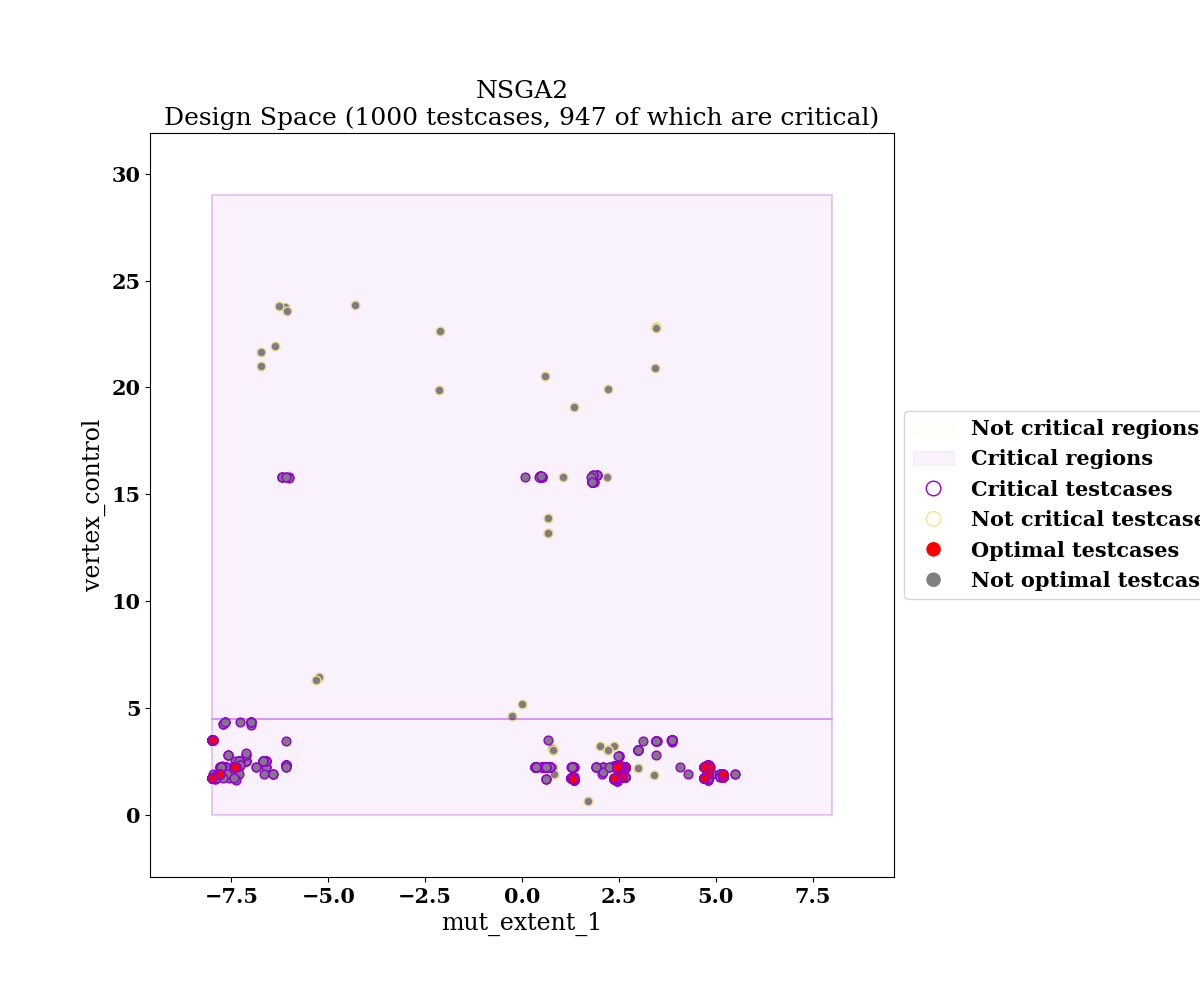 NSGA2
Design Space (1000 testcases, 947 of which are critical)
30
25
20
15
10
5
0
vertex_control
−7.5 −5.0 −2.5 0.0 2.5 5.0 7.5
mut_extent_1
Not critical regions
Critical regions
Critical testcases
Not critical testcase
Optimal testcases
Not optimal testcas